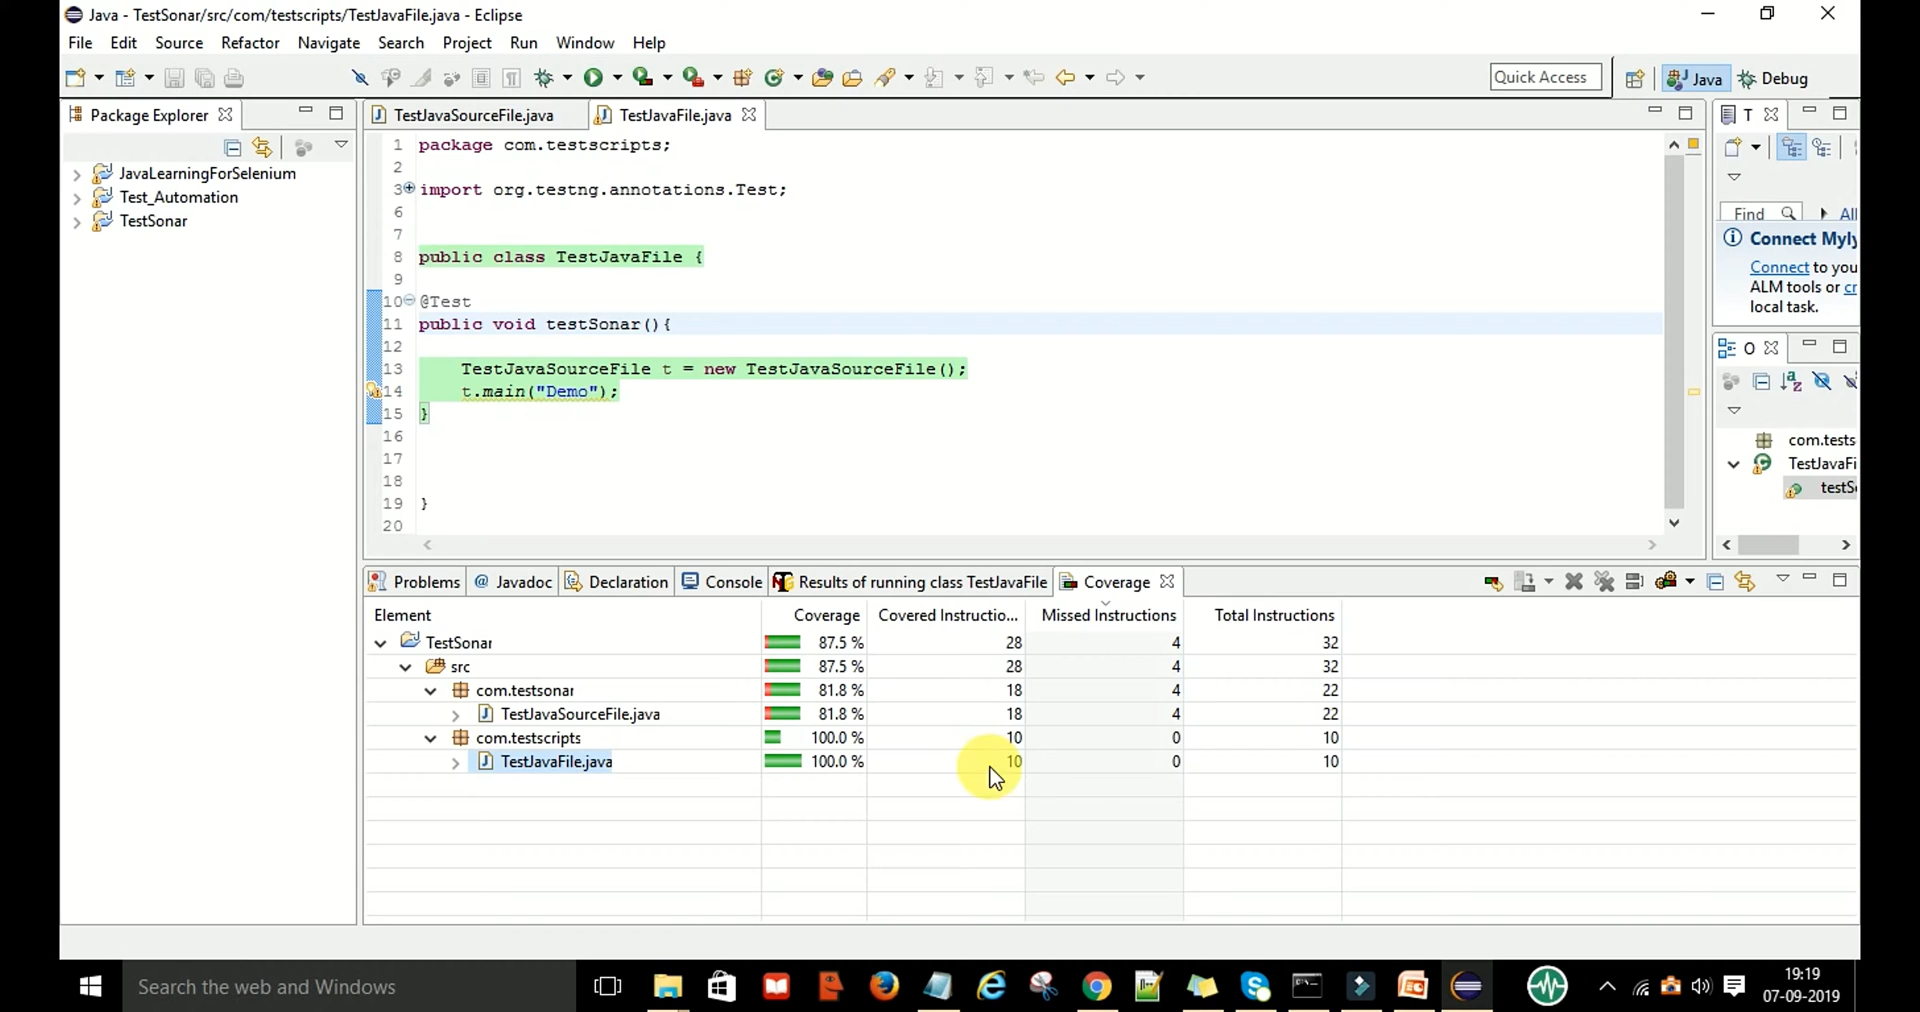 Java - TestSonar/src/com/testscripts/TestJavaFile.java - Eclipse
File Edit Source Refactor Navigate Search Project Run Window Help
Quick Access Java Debug
Package Explorer
JavaLearningForSelenium
Test_Automation
TestSonar
TestJavaSourceFile.java TestJavaFile.java
1 package com.testscripts;
2
3 import org.testng.annotations.Test;
6
7
8 public class TestJavaFile {
9
10 @Test
11 public void testSonar(){
12
13 TestJavaSourceFile t = new TestJavaSourceFile();
14 t.main("Demo");
15 }
16
17
18
19 }
20
T
Find All
Connect Myly
Connect to you
ALM tools or cr
local task.
O
com.tests
TestJavaFi
testS
Problems Javadoc Declaration Console Results of running class TestJavaFile Coverage
Element Coverage Covered Instructio... Missed Instructions Total Instructions
TestSonar 87.5 % 28 4 32
src 87.5 % 28 4 32
com.testsonar 81.8 % 18 4 22
TestJavaSourceFile.java 81.8 % 18 4 22
com.testscripts 100.0 % 10 0 10
TestJavaFile.java 100.0 % 10 0 10
Search the web and Windows
19:19
07-09-2019